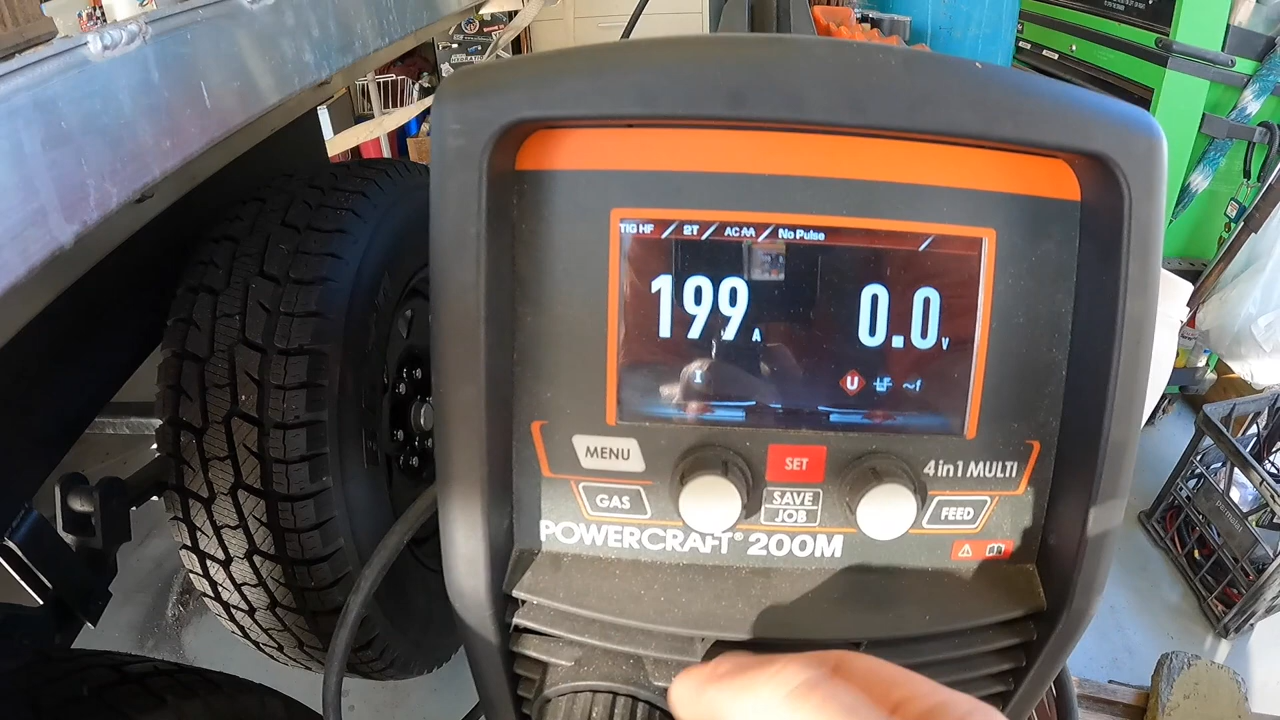 TIG HF / 2T / AC / No Pulse
199 A 0.0 V
I U ~f
MENU SET 4in1 MULTI
GAS SAVE JOB FEED
POWERCRAFT® 200M